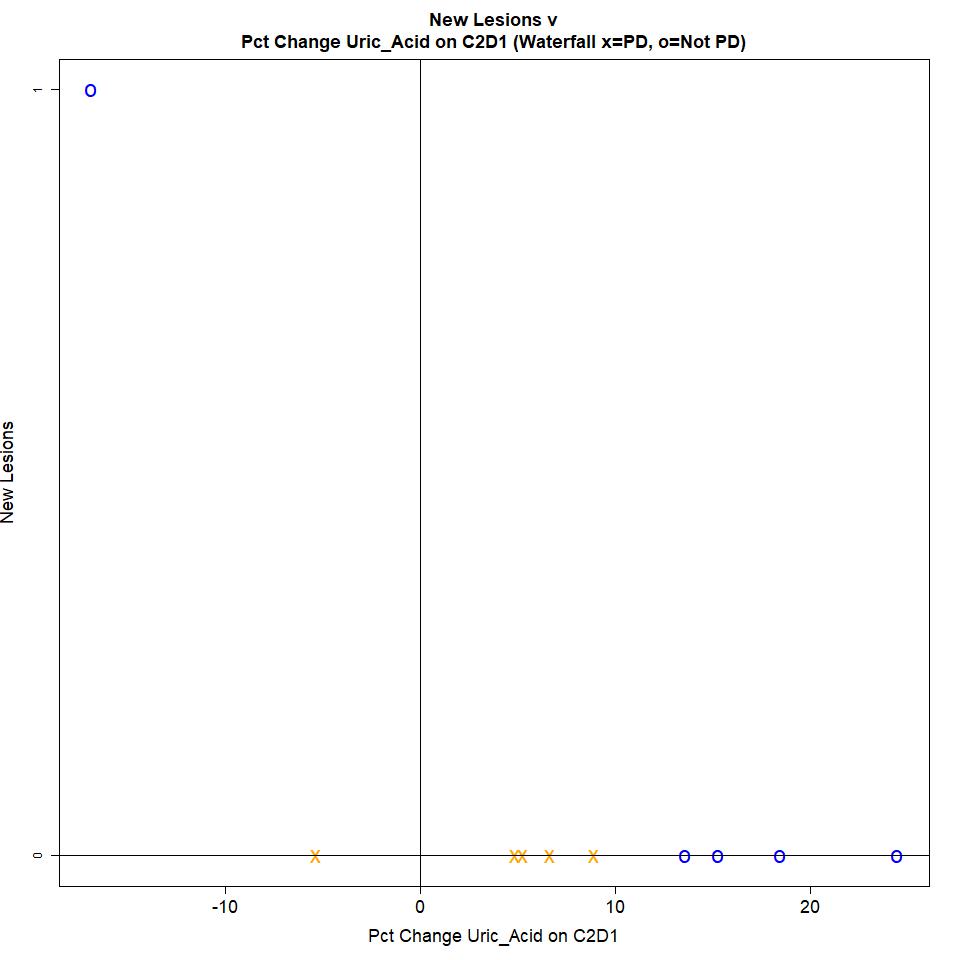 New Lesions v
Pct Change Uric_Acid on C2D1 (Waterfall x=PD, o=Not PD)
1
o
New Lesions
0
x x x x x o o o o
-10 0 10 20
Pct Change Uric_Acid on C2D1